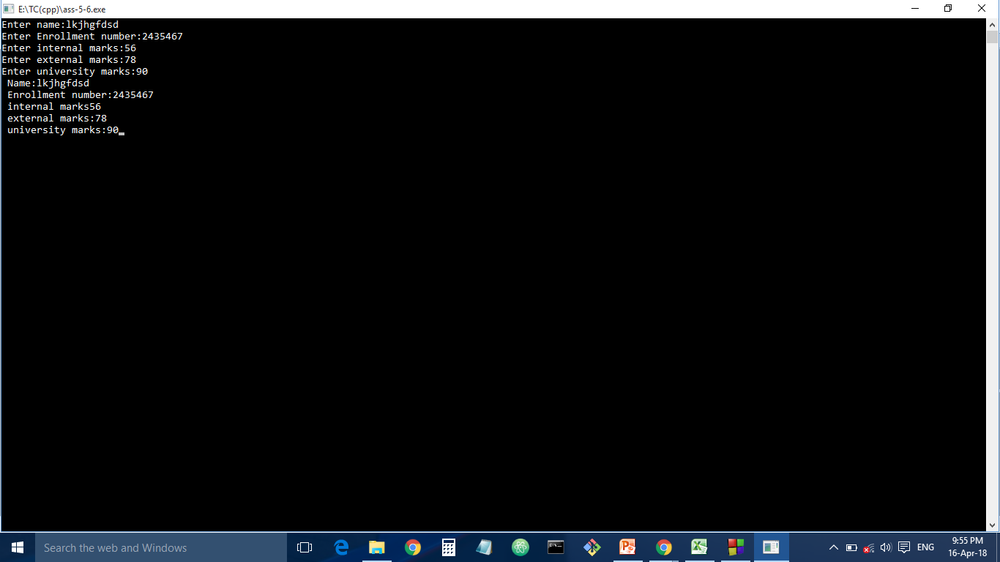 E:\TC(cpp)\ass-5-6.exe
Enter name:lkjhgfdsd
Enter Enrollment number:2435467
Enter internal marks:56
Enter external marks:78
Enter university marks:90
Name:lkjhgfdsd
Enrollment number:2435467
internal marks56
external marks:78
university marks:90
Search the web and Windows
ENG
9:55 PM
16-Apr-18